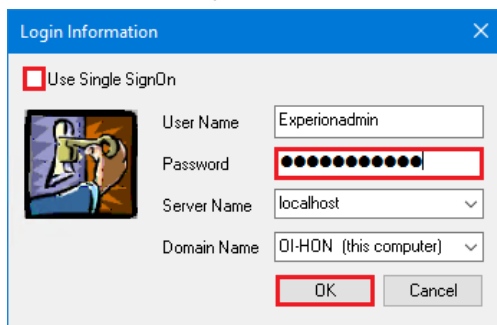 Login Information
Use Single SignOn
User Name Experionadmin
Password ●●●●●●●●●●●
Server Name localhost
Domain Name OI-HON (this computer)
OK Cancel